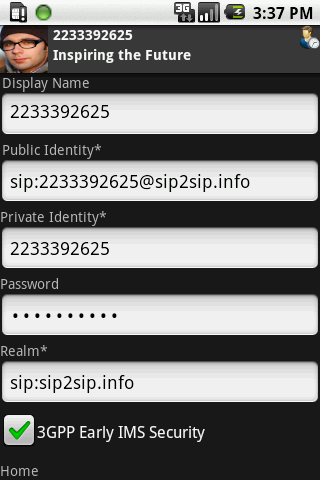 3G
3:37 PM
2233392625
Inspiring the Future
Display Name
2233392625
Public Identity*
sip:2233392625@sip2sip.info
Private Identity*
2233392625
Password
••••••••••
Realm*
sip:sip2sip.info
3GPP Early IMS Security
Home